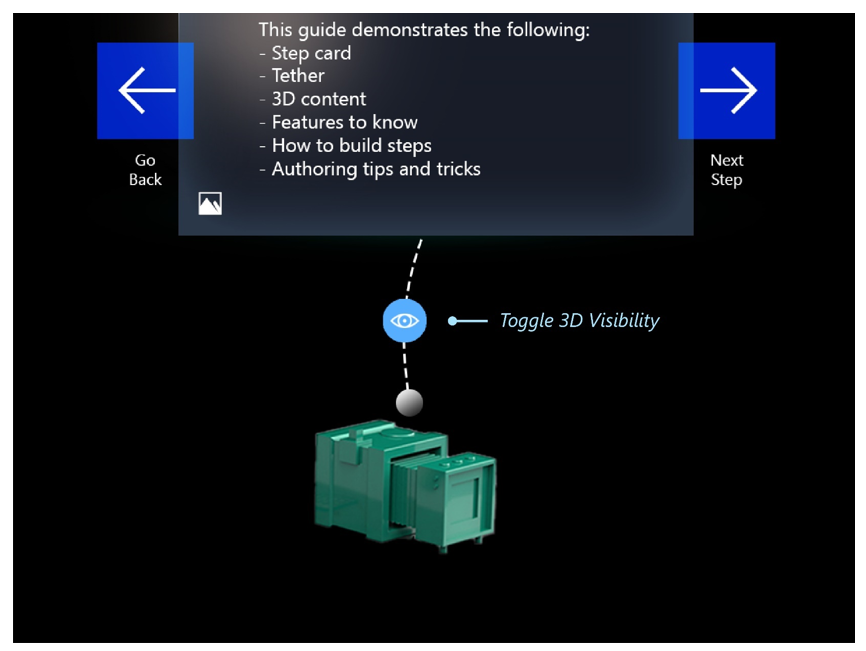 This guide demonstrates the following:
- Step card
- Tether
- 3D content
- Features to know
- How to build steps
- Authoring tips and tricks
Go
Back
Next
Step
Toggle 3D Visibility